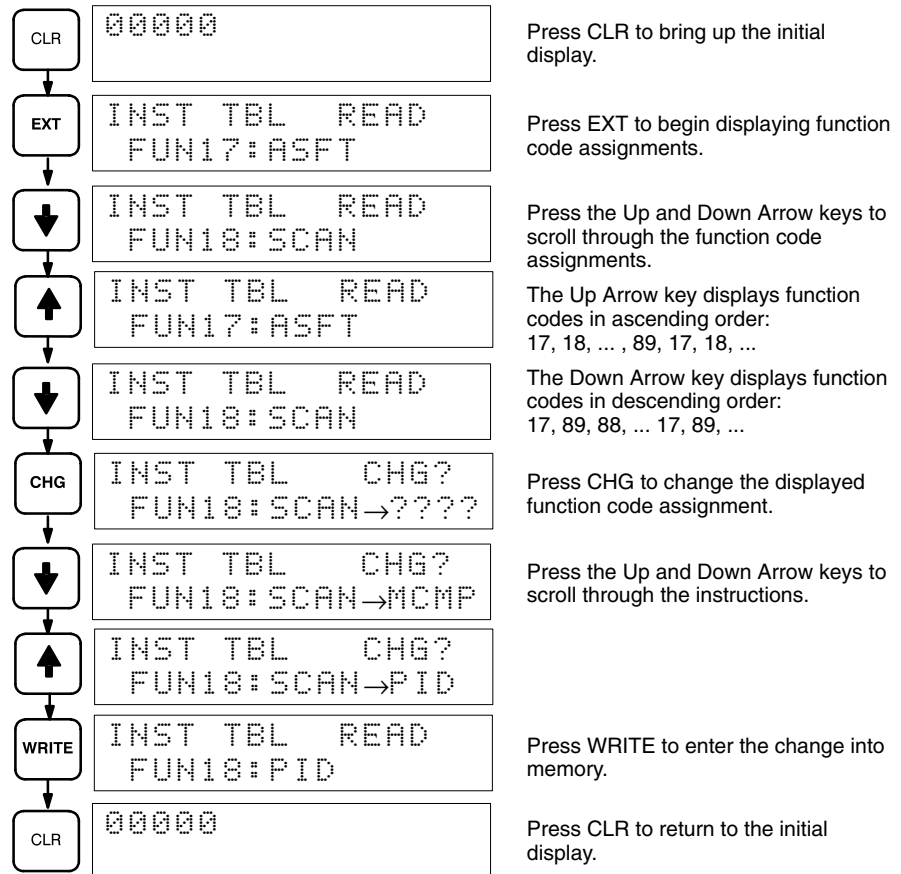 CLR
00000
Press CLR to bring up the initial
display.
EXT
INST TBL READ
FUN17:ASFT
Press EXT to begin displaying function
code assignments.
INST TBL READ
FUN18:SCAN
Press the Up and Down Arrow keys to
scroll through the function code
assignments.
INST TBL READ
FUN17:ASFT
The Up Arrow key displays function
codes in ascending order:
17, 18, ... , 89, 17, 18, ...
INST TBL READ
FUN18:SCAN
The Down Arrow key displays function
codes in descending order:
17, 89, 88, ... 17, 89, ...
CHG
INST TBL CHG?
FUN18:SCAN→????
Press CHG to change the displayed
function code assignment.
INST TBL CHG?
FUN18:SCAN→MCMP
Press the Up and Down Arrow keys to
scroll through the instructions.
INST TBL CHG?
FUN18:SCAN→PID
WRITE
INST TBL READ
FUN18:PID
Press WRITE to enter the change into
memory.
CLR
00000
Press CLR to return to the initial
display.